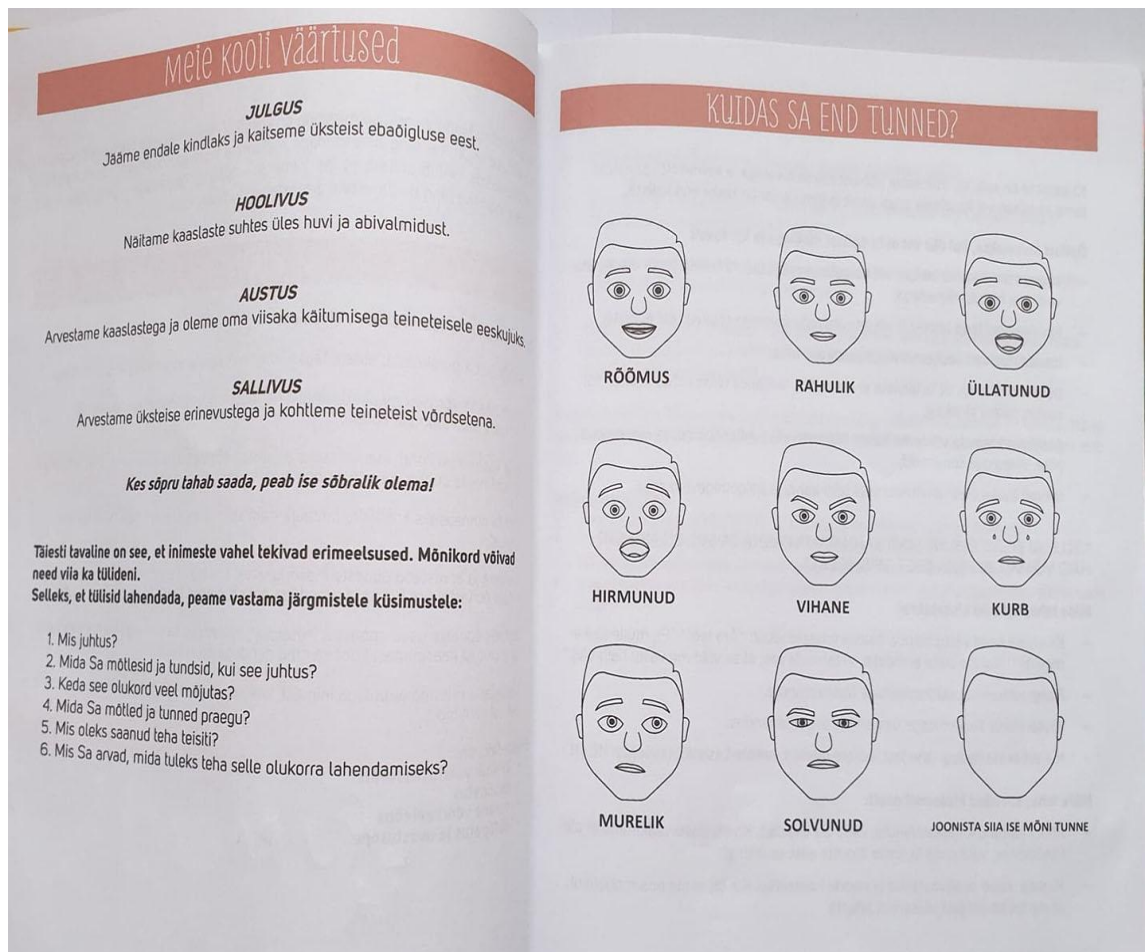 Meie kooli väärtused
JULGUS
Jääme endale kindlaks ja kaitseme üksteist ebaõigluse eest.
HOOLIVUS
Näitame kaaslaste suhtes üles huvi ja abivalmidust.
AUSTUS
Arvestame kaaslastega ja oleme oma viisaka käitumisega teineteisele eeskujuks.
SALLIVUS
Arvestame üksteise erinevustega ja kohtleme teineteist võrdsetena.
Kes sõpru tahab saada, peab ise sõbralik olema!
Täiesti tavaline on see, et inimeste vahel tekivad erimeelsused. Mõnikord võivad
need viia ka tülideni.
Selleks, et tülisid lahendada, peame vastama järgmistele küsimustele:
1. Mis juhtus?
2. Mida Sa mõtlesid ja tundsid, kui see juhtus?
3. Keda see olukord veel mõjutas?
4. Mida Sa mõtled ja tunned praegu?
5. Mis oleks saanud teha teisiti?
6. Mis Sa arvad, mida tuleks teha selle olukorra lahendamiseks?
KUIDAS SA END TUNNED?
RÕÕMUS
RAHULIK
ÜLLATUNUD
HIRMUNUD
VIHANE
KURB
MURELIK
SOLVUNUD
JOONISTA SIIA ISE MÕNI TUNNE